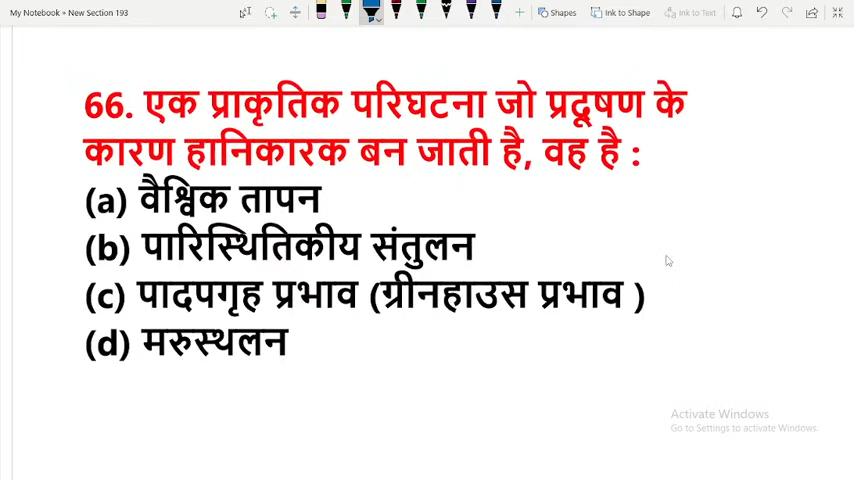 My Notebook » New Section 193
Shapes
Ink to Shape
Ink to Text
66. एक प्राकृतिक परिघटना जो प्रदूषण के
कारण हानिकारक बन जाती है, वह है :
(a) वैश्विक तापन
(b) पारिस्थितिकीय संतुलन
(c) पादपगृह प्रभाव (ग्रीनहाउस प्रभाव )
(d) मरुस्थलन
Activate Windows
Go to Settings to activate Windows.